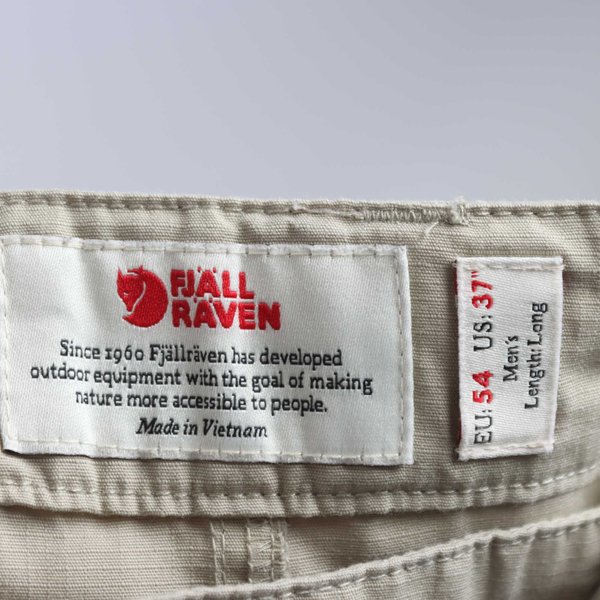 FJÄLL
RÄVEN
Since 1960 Fjällräven has developed
outdoor equipment with the goal of making
nature more accessible to people.
Made in Vietnam
EU: 54 US: 37"
Men's
Length: Long